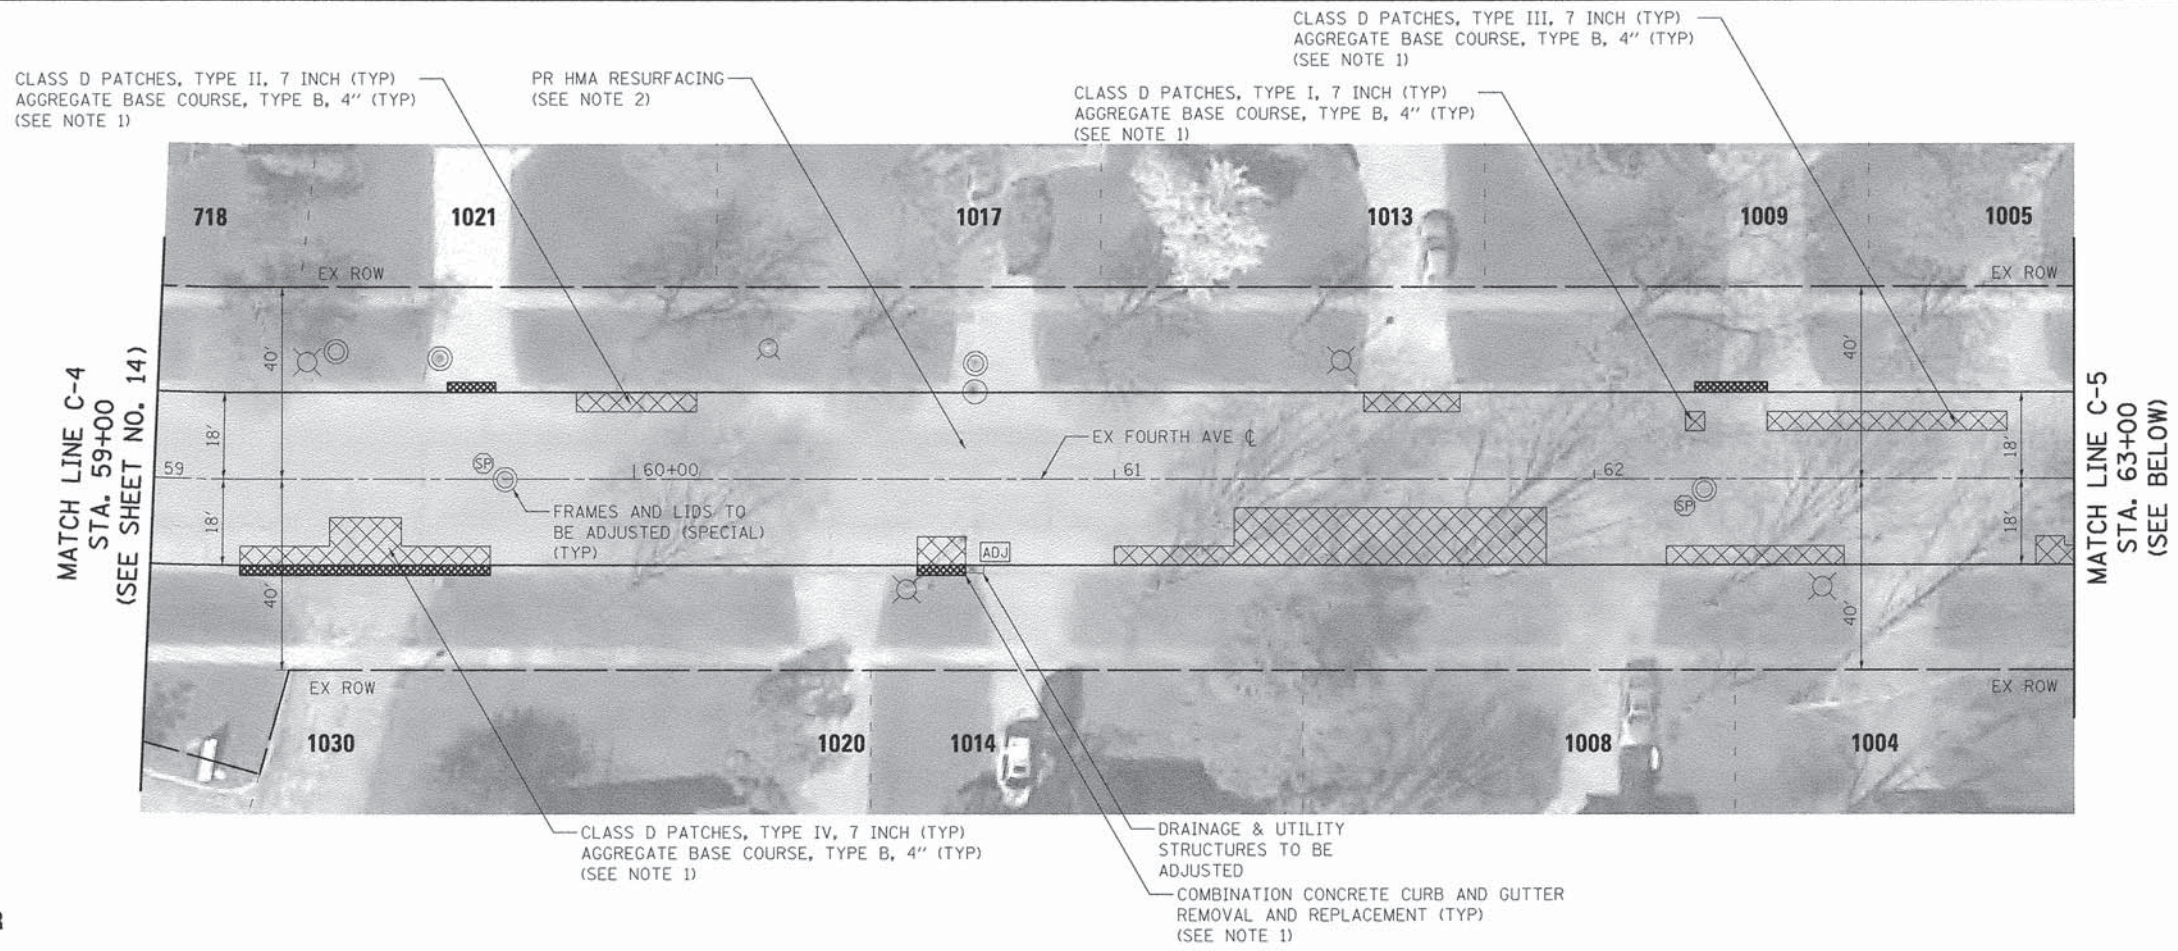 CLASS D PATCHES, TYPE III, 7 INCH (TYP)
AGGREGATE BASE COURSE, TYPE B, 4" (TYP)
(SEE NOTE 1)
CLASS D PATCHES, TYPE II, 7 INCH (TYP)
AGGREGATE BASE COURSE, TYPE B, 4" (TYP)
(SEE NOTE 1)
PR HMA RESURFACING
(SEE NOTE 2)
CLASS D PATCHES, TYPE I, 7 INCH (TYP)
AGGREGATE BASE COURSE, TYPE B, 4" (TYP)
(SEE NOTE 1)
718
1021
1017
1013
1009
1005
EX ROW
EX ROW
MATCH LINE C-4
STA. 59+00
(SEE SHEET NO. 14)
40'
40'
18'
18'
EX FOURTH AVE ℄
59
SP
60+00
61
62
SP
FRAMES AND LIDS TO
BE ADJUSTED (SPECIAL)
(TYP)
18'
18'
ADJ
40'
40'
MATCH LINE C-5
STA. 63+00
(SEE BELOW)
EX ROW
EX ROW
1030
1020
1014
1008
1004
CLASS D PATCHES, TYPE IV, 7 INCH (TYP)
AGGREGATE BASE COURSE, TYPE B, 4" (TYP)
(SEE NOTE 1)
DRAINAGE & UTILITY
STRUCTURES TO BE
ADJUSTED
COMBINATION CONCRETE CURB AND GUTTER
REMOVAL AND REPLACEMENT (TYP)
(SEE NOTE 1)